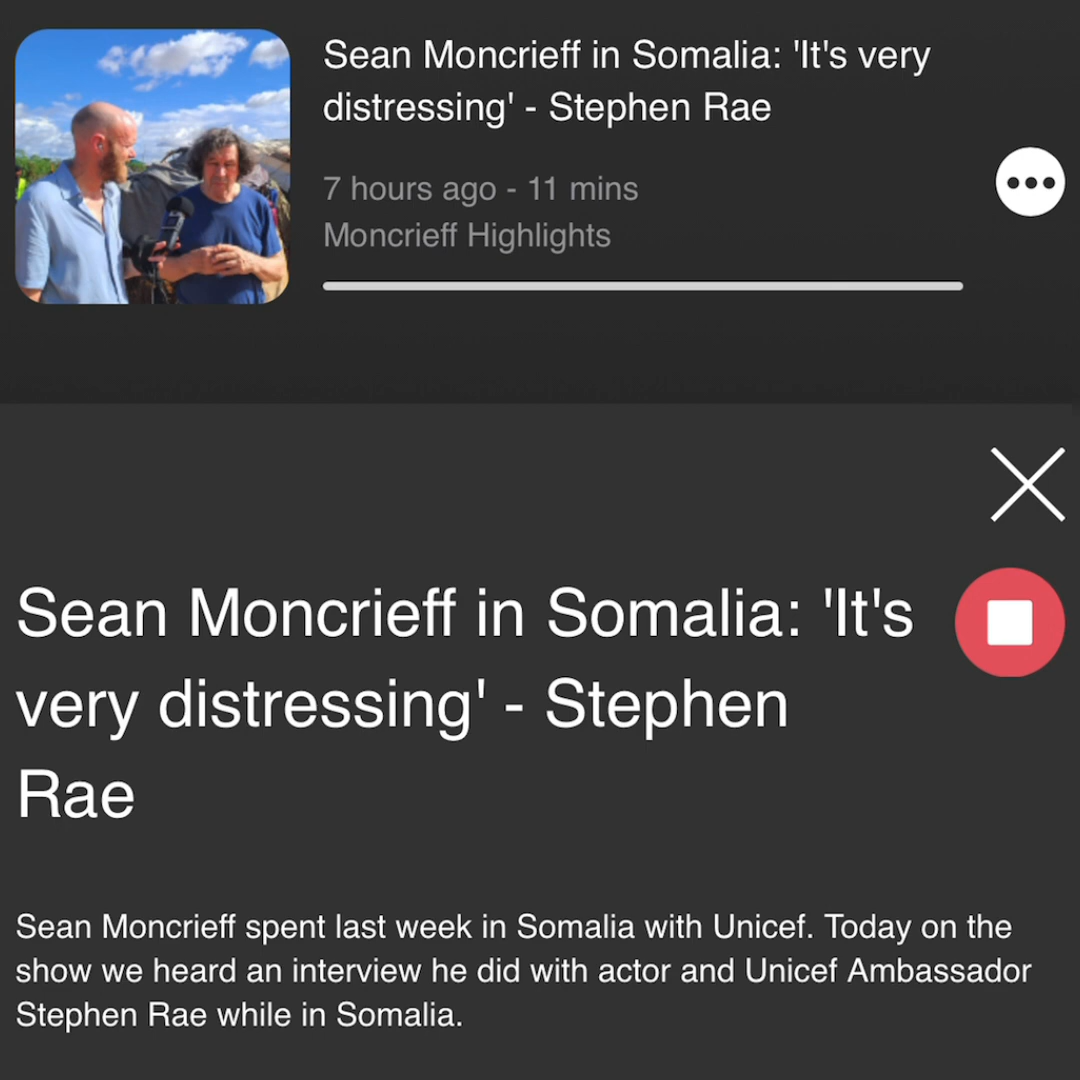 Sean Moncrieff in Somalia: 'It's very
distressing' - Stephen Rae
7 hours ago - 11 mins
Moncrieff Highlights
Sean Moncrieff in Somalia: 'It's
very distressing' - Stephen
Rae
Sean Moncrieff spent last week in Somalia with Unicef. Today on the
show we heard an interview he did with actor and Unicef Ambassador
Stephen Rae while in Somalia.